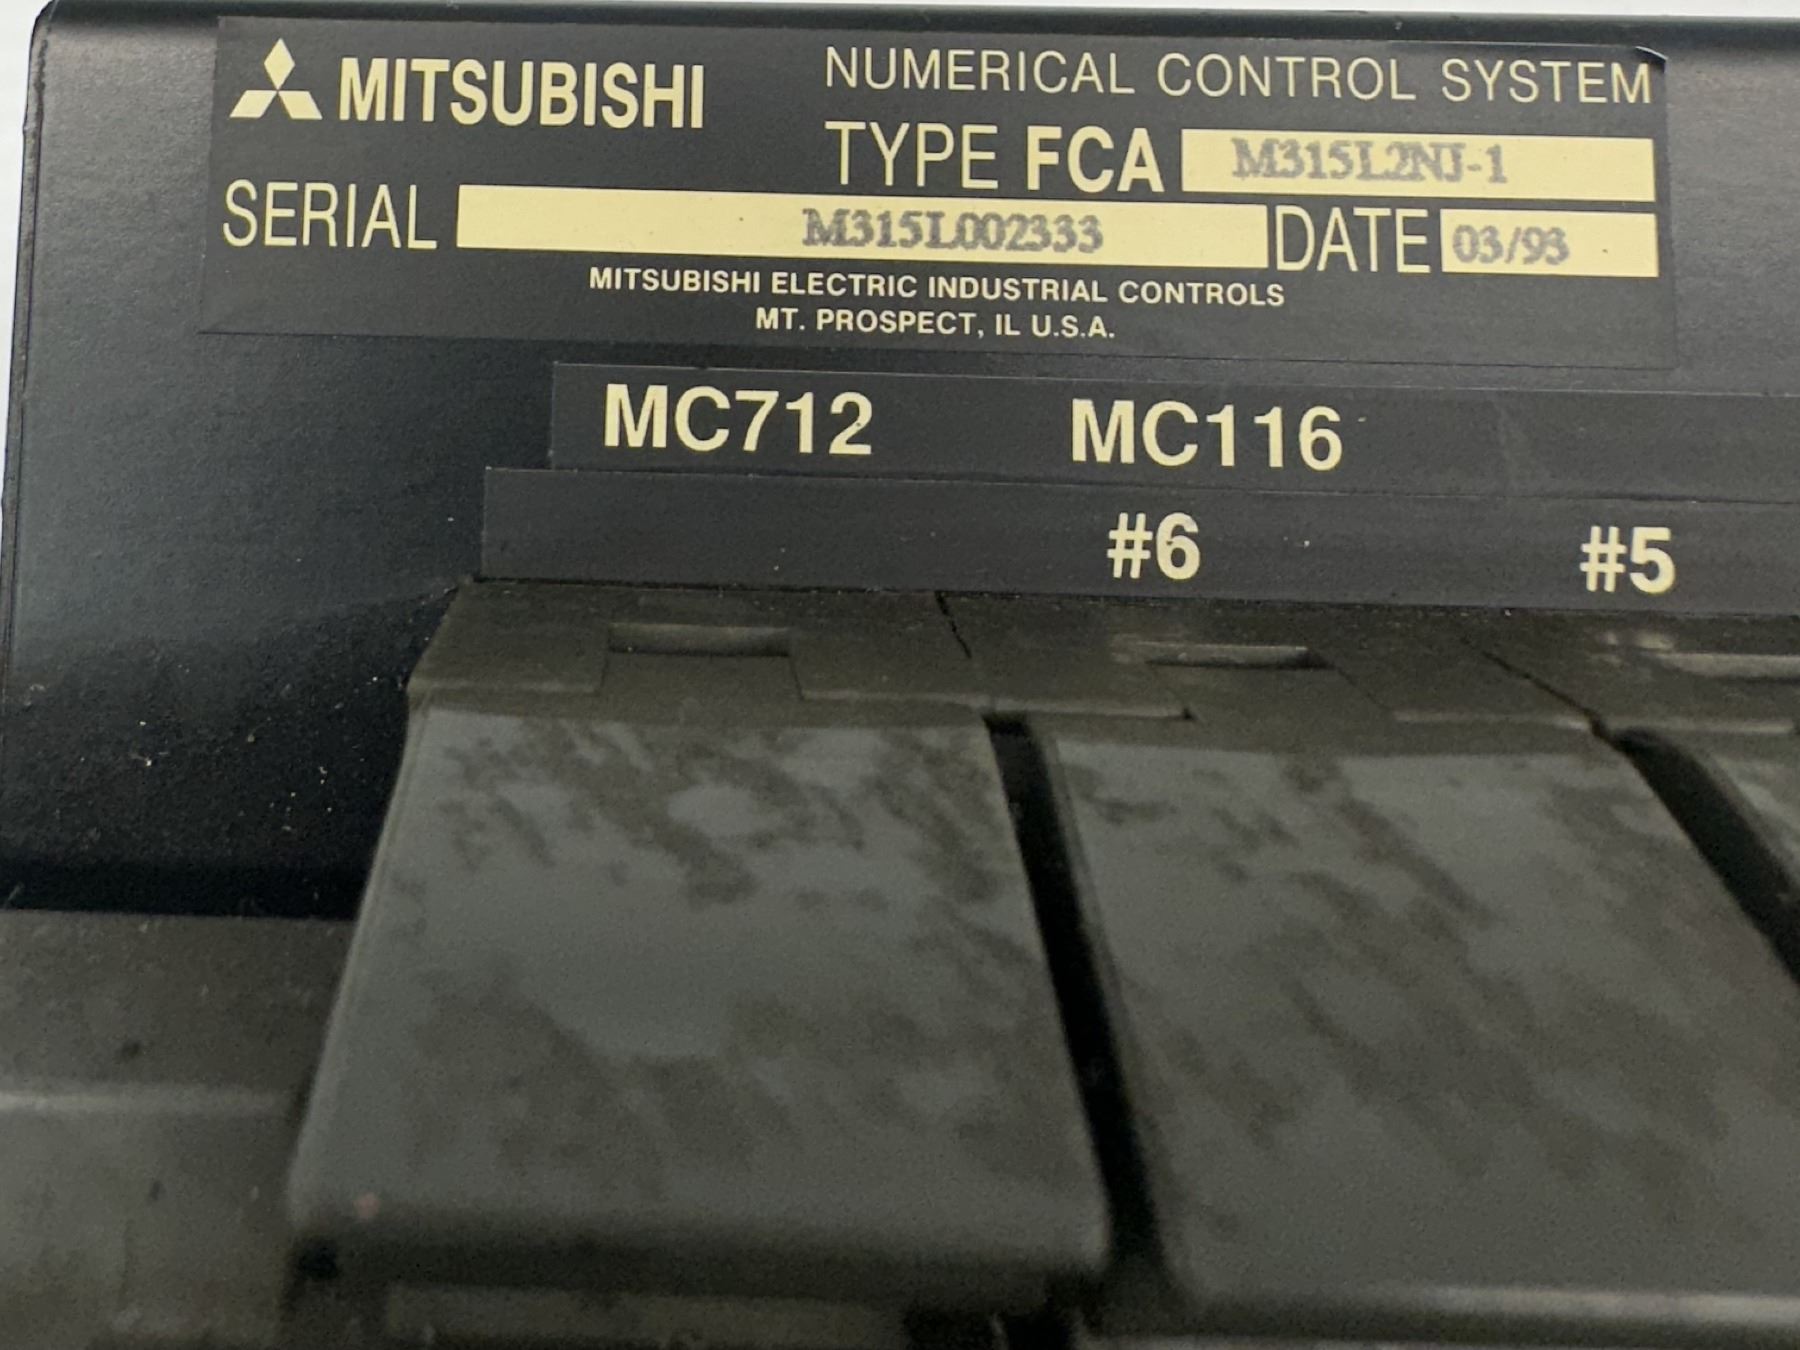 MITSUBISHI NUMERICAL CONTROL SYSTEM
TYPE FCA M315L2NJ-1
SERIAL M315L002333 DATE 03/93
MITSUBISHI ELECTRIC INDUSTRIAL CONTROLS
MT. PROSPECT, IL U.S.A.
MC712 MC116
#6 #5